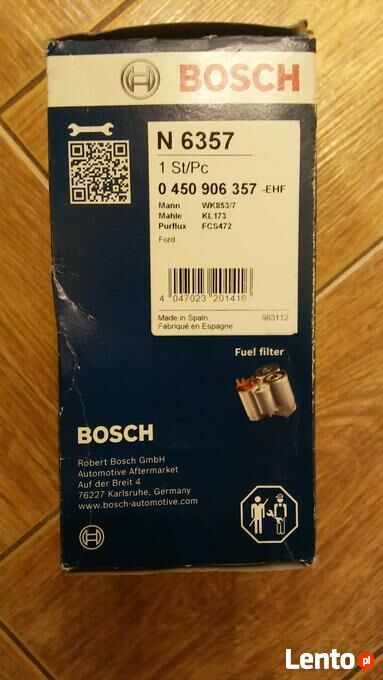 BOSCH
N 6357
1 St/Pc
0 450 906 357 -EHF
Mann WK853/7
Mahle KL173
Purflux FCS472
Ford
4 047023 201416
Made in Spain 983112
Fabriqué en Espagne
Fuel filter
BOSCH
Robert Bosch GmbH
Automotive Aftermarket
Auf der Breit 4
76227 Karlsruhe, Germany
www.bosch-automotive.com
Lento.pl